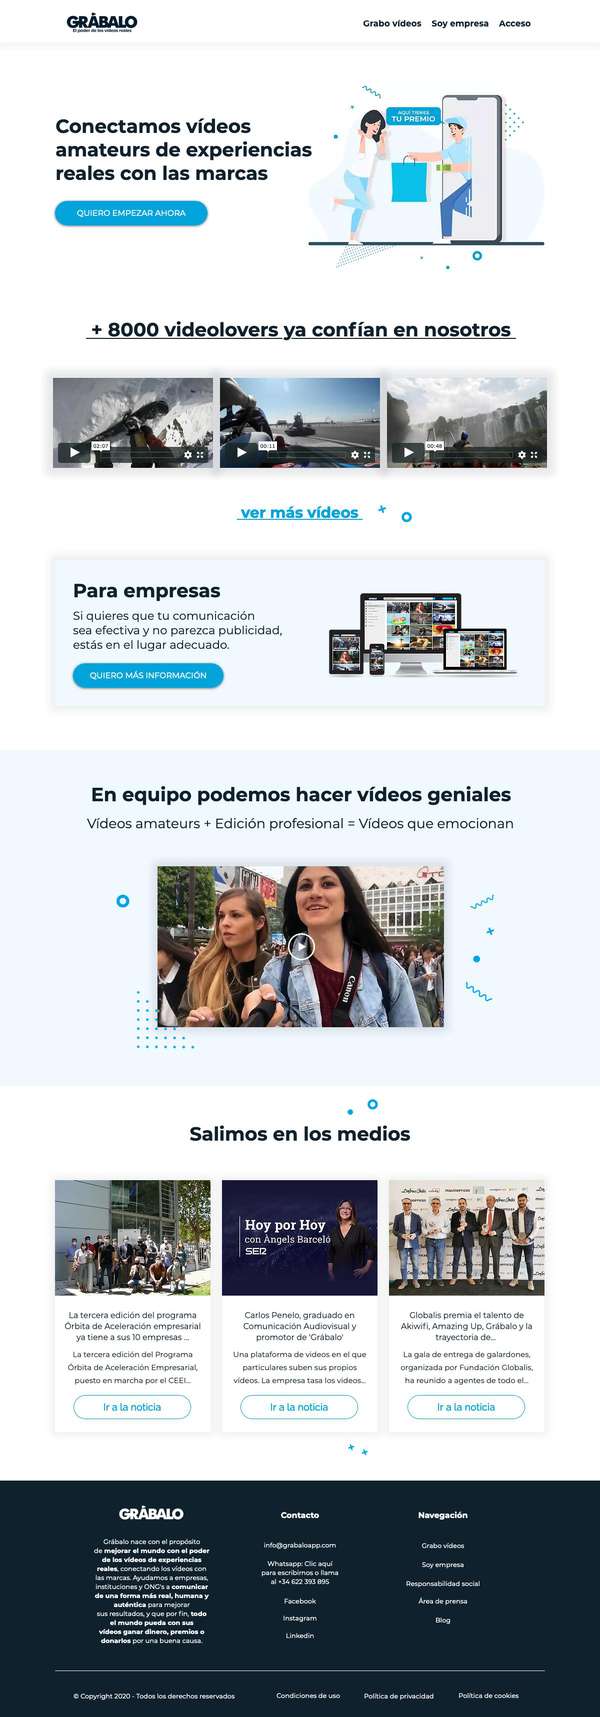 GRÁBALO
El poder de los vídeos reales
Grabo vídeos Soy empresa Acceso
Conectamos vídeos
amateurs de experiencias
reales con las marcas
QUIERO EMPEZAR AHORA
AQUÍ TIENES
TU PREMIO
+ 8000 videolovers ya confían en nosotros
02:07
00:11
00:48
ver más vídeos
Para empresas
Si quieres que tu comunicación
sea efectiva y no parezca publicidad,
estás en el lugar adecuado.
QUIERO MÁS INFORMACIÓN
En equipo podemos hacer vídeos geniales
Vídeos amateurs + Edición profesional = Vídeos que emocionan
Canon
Salimos en los medios
Hoy por Hoy
con Àngels Barceló
SER
La tercera edición del programa
Órbita de Aceleración empresarial
ya tiene a sus 10 empresas ...
La tercera edición del Programa
Órbita de Aceleración Empresarial,
puesto en marcha por el CEEI...
Ir a la noticia
Carlos Penelo, graduado en
Comunicación Audiovisual y
promotor de 'Grábalo'
Una plataforma de videos en el que
particulares suben sus propios
vídeos. La empresa tasa los videos...
Ir a la noticia
Globalis premia el talento de
Akiwifi, Amazing Up, Grábalo y la
trayectoria de...
La gala de entrega de galardones,
organizada por Fundación Globalis,
ha reunido a agentes de todo el...
Ir a la noticia
GRÁBALO
Grábalo nace con el propósito
de mejorar el mundo con el poder
de los vídeos de experiencias
reales, conectando los vídeos con
las marcas. Ayudamos a empresas,
instituciones y ONG's a comunicar
de una forma más real, humana y
auténtica para mejorar
sus resultados, y que por fin, todo
el mundo pueda con sus
vídeos ganar dinero, premios o
donarlos por una buena causa.
Contacto
info@grabaloapp.com
Whatsapp: Clic aquí
para escribirnos o llama
al +34 622 393 895
Facebook
Instagram
Linkedin
Navegación
Grabo vídeos
Soy empresa
Responsabilidad social
Área de prensa
Blog
© Copyright 2020 - Todos los derechos reservados
Condiciones de uso
Política de privacidad
Política de cookies